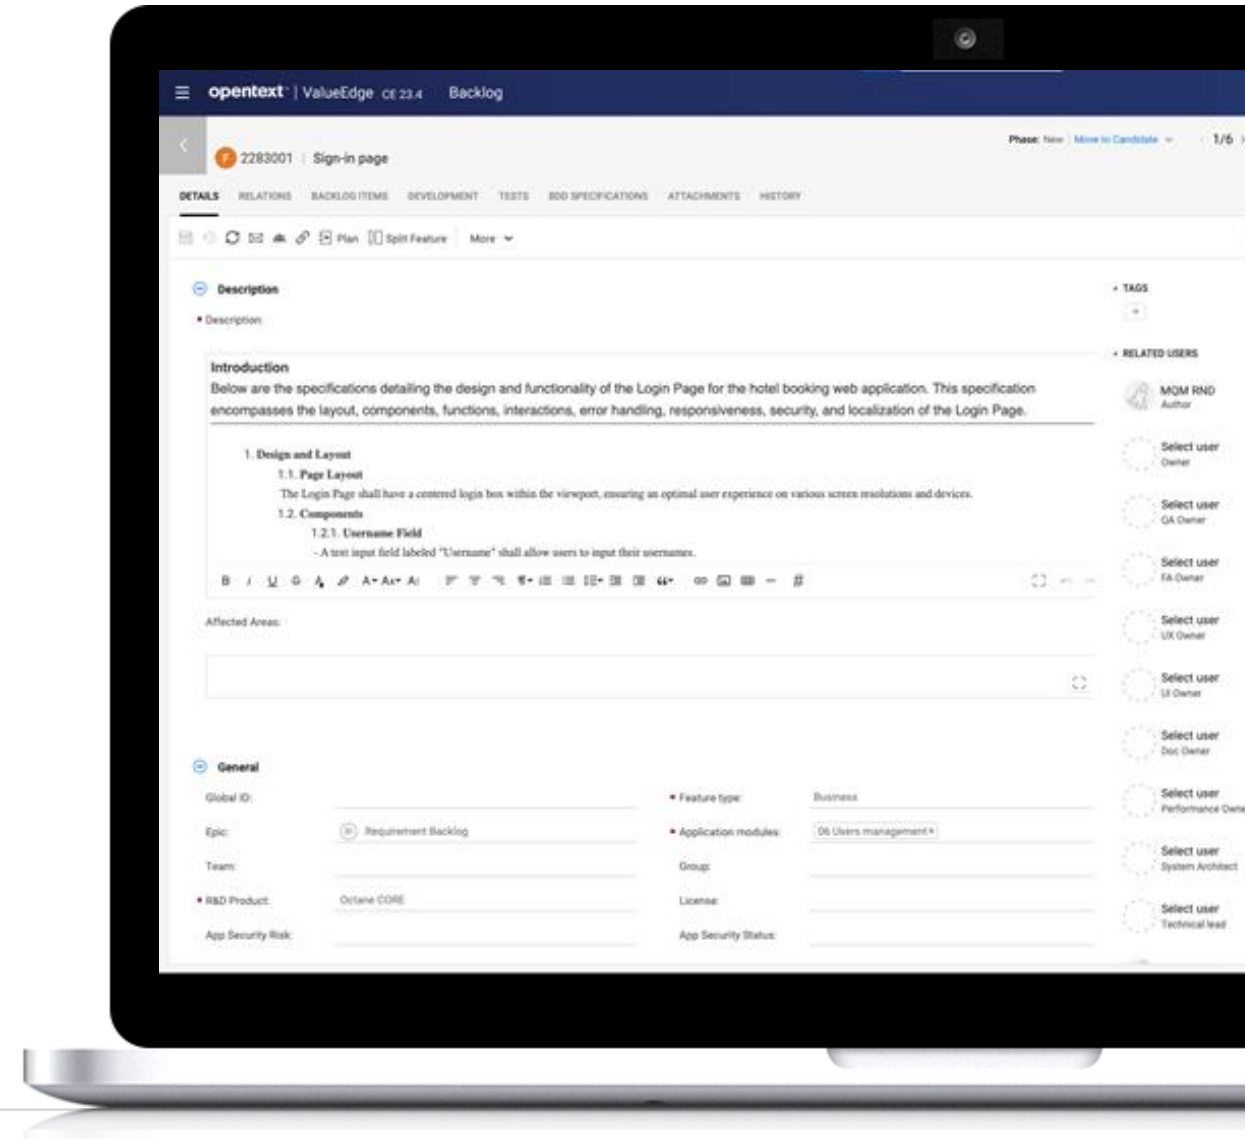 opentext | ValueEdge CE 23.4 Backlog
F 2283001 | Sign-in page
Phase: New | Move to Candidate 1/6
DETAILS RELATIONS BACKLOG ITEMS DEVELOPMENT TESTS BDD SPECIFICATIONS ATTACHMENTS HISTORY
Plan Split Feature More
Description
Description:
Introduction
Below are the specifications detailing the design and functionality of the Login Page for the hotel booking web application. This specification
encompasses the layout, components, functions, interactions, error handling, responsiveness, security, and localization of the Login Page.
1. Design and Layout
1.1. Page Layout
The Login Page shall have a centered login box within the viewport, ensuring an optimal user experience on various screen resolutions and devices.
1.2. Components
1.2.1. Username Field
- A text input field labeled "Username" shall allow users to input their usernames.
B I U S
Affected Areas:
General
Global ID:
Feature type: Business
Epic: Requirement Backlog
Application modules: 06 Users management
Team:
Group:
R&D Product: Octane CORE
License:
App Security Risk:
App Security Status:
TAGS
+
RELATED USERS
MQM RND
Author
Select user
Owner
Select user
QA Owner
Select user
FA Owner
Select user
UX Owner
Select user
UI Owner
Select user
Doc Owner
Select user
Performance Owne
Select user
System Architect
Select user
Technical lead